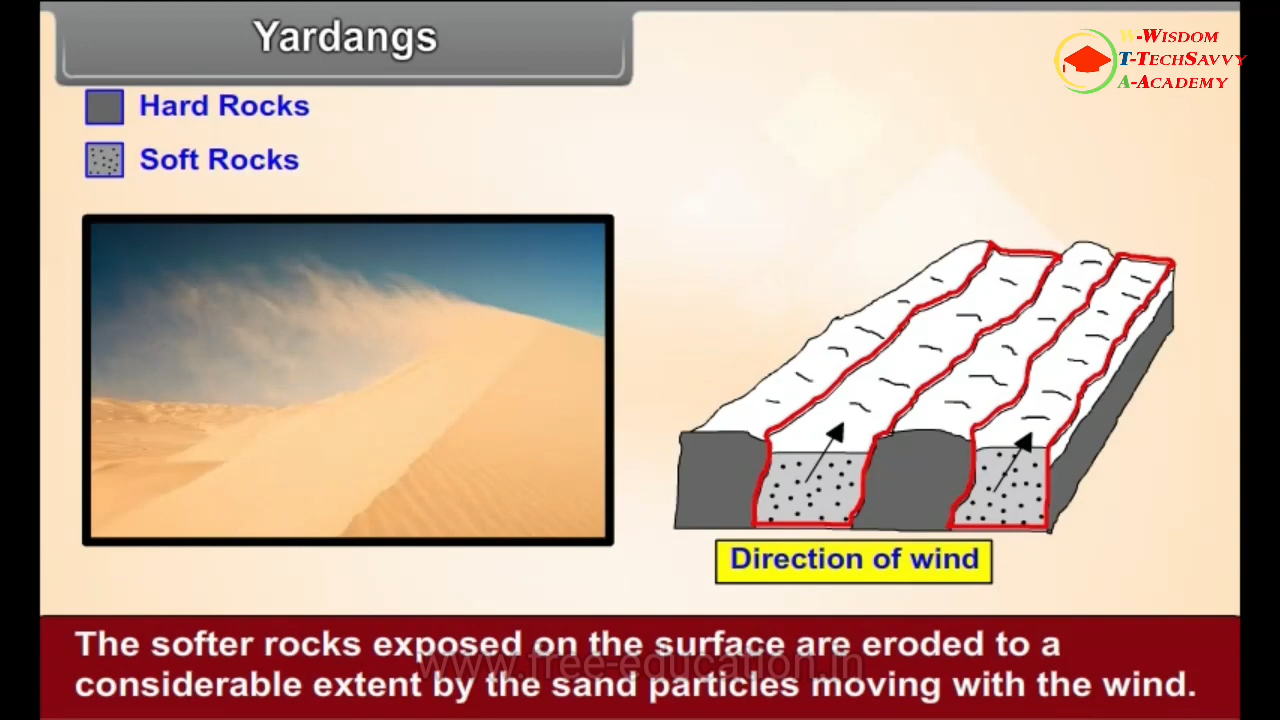 Yardangs
W-Wisdom
T-TechSavvy
A-Academy
Hard Rocks
Soft Rocks
Direction of wind
The softer rocks exposed on the surface are eroded to a
www.free-education.in
considerable extent by the sand particles moving with the wind.